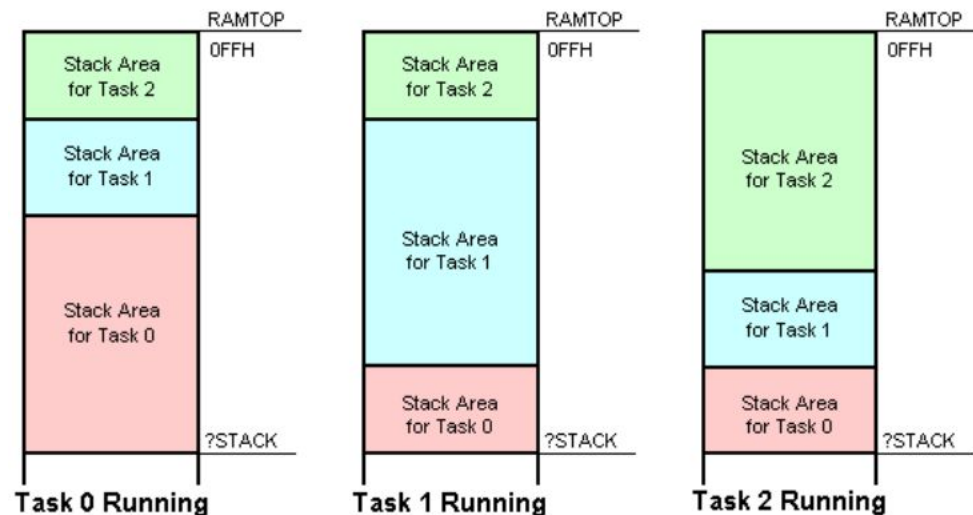 RAMTOP
0FFH
Stack Area
for Task 2
Stack Area
for Task 1
Stack Area
for Task 0
?STACK
Task 0 Running
RAMTOP
0FFH
Stack Area
for Task 2
Stack Area
for Task 1
Stack Area
for Task 0
?STACK
Task 1 Running
RAMTOP
0FFH
Stack Area
for Task 2
Stack Area
for Task 1
Stack Area
for Task 0
?STACK
Task 2 Running